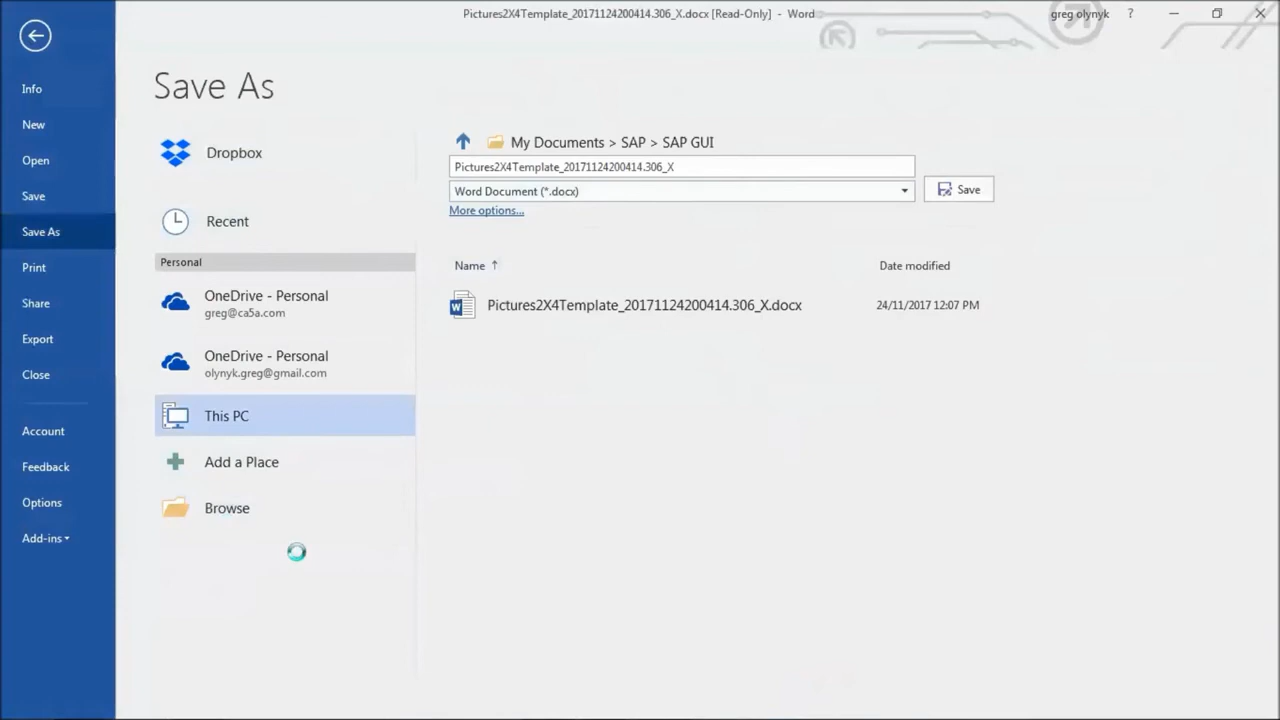 Pictures2X4Template_20171124200414.306_X.docx [Read-Only] - Word
greg olynyk
?
Info
New
Open
Save
Save As
Print
Share
Export
Close
Account
Feedback
Options
Add-ins
Save As
Dropbox
Recent
Personal
OneDrive - Personal
greg@ca5a.com
OneDrive - Personal
olynyk.greg@gmail.com
This PC
Add a Place
Browse
My Documents > SAP > SAP GUI
Pictures2X4Template_20171124200414.306_X
Word Document (*.docx)
Save
More options...
Name ↑
Date modified
Pictures2X4Template_20171124200414.306_X.docx
24/11/2017 12:07 PM